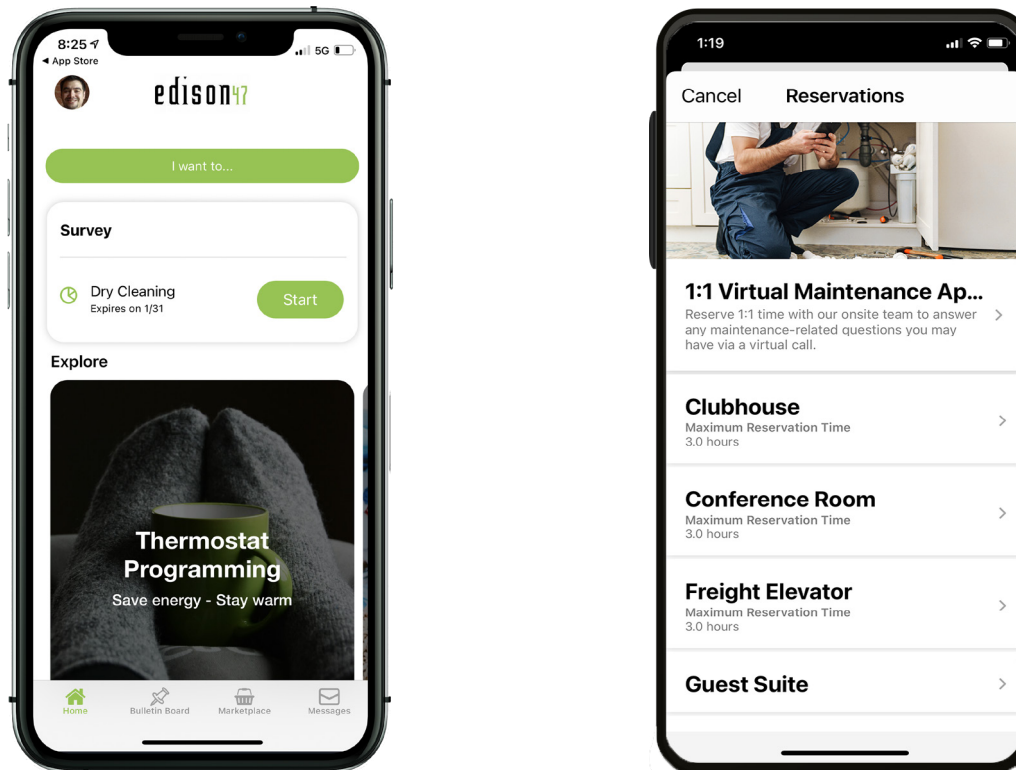 8:25
5G
◀ App Store
edison47
I want to...
Survey
Dry Cleaning
Expires on 1/31
Start
Explore
Thermostat
Programming
Save energy - Stay warm
Home
Bulletin Board
Marketplace
Messages
1:19
Cancel
Reservations
1:1 Virtual Maintenance Ap...
Reserve 1:1 time with our onsite team to answer
any maintenance-related questions you may
have via a virtual call.
Clubhouse
Maximum Reservation Time
3.0 hours
Conference Room
Maximum Reservation Time
3.0 hours
Freight Elevator
Maximum Reservation Time
3.0 hours
Guest Suite